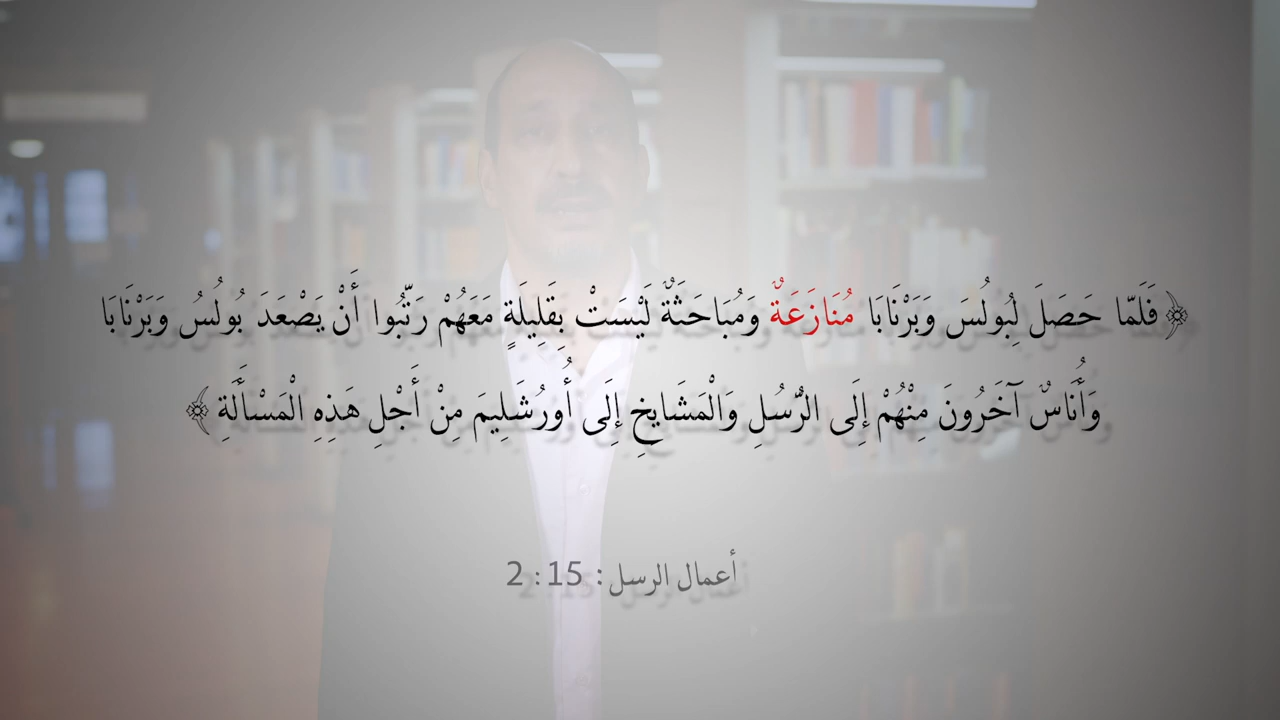 ﴿فَلَمَّا حَصَلَ لِبُولُسَ وَبَرْنَابَا مُنَازَعَةٌ وَمُبَاحَثَةٌ لَيْسَتْ بِقَلِيلَةٍ مَعَهُمْ رَتَّبُوا أَنْ يَصْعَدَ بُولُسُ وَبَرْنَابَا
وَأُنَاسٌ آخَرُونَ مِنْهُمْ إِلَى الرُّسُلِ وَالْمَشَايِخِ إِلَى أُورُشَلِيمَ مِنْ أَجْلِ هَذِهِ الْمَسْأَلَةِ﴾
أعمال الرسل: 15: 2